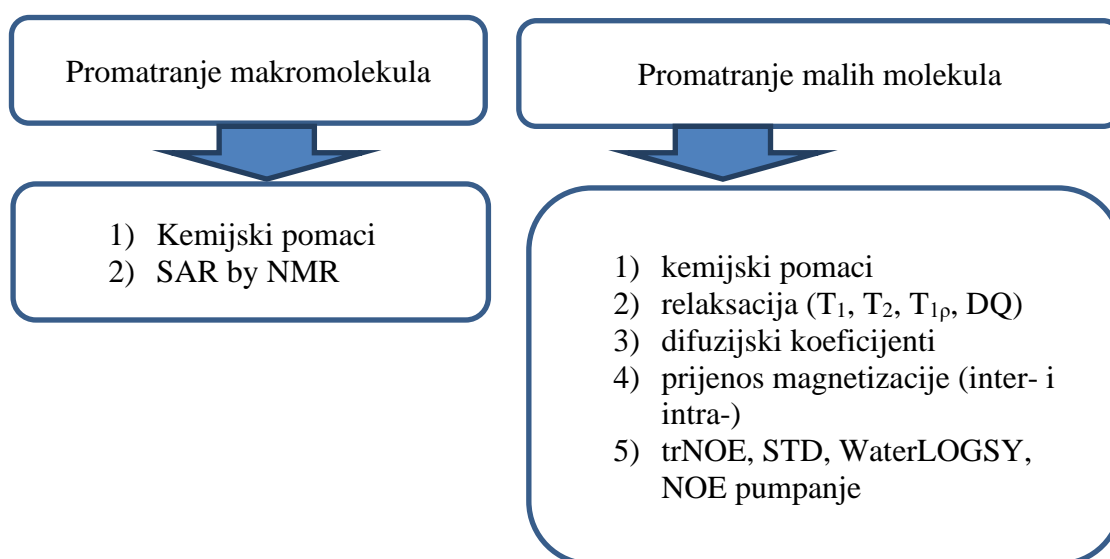 Promatranje makromolekula
Promatranje malih molekula
1) Kemijski pomaci
2) SAR by NMR
1) kemijski pomaci
2) relaksacija (T₁, T₂, T₁ᵨ, DQ)
3) difuzijski koeficijenti
4) prijenos magnetizacije (inter- i
intra-)
5) trNOE, STD, WaterLOGSY,
NOE pumpanje